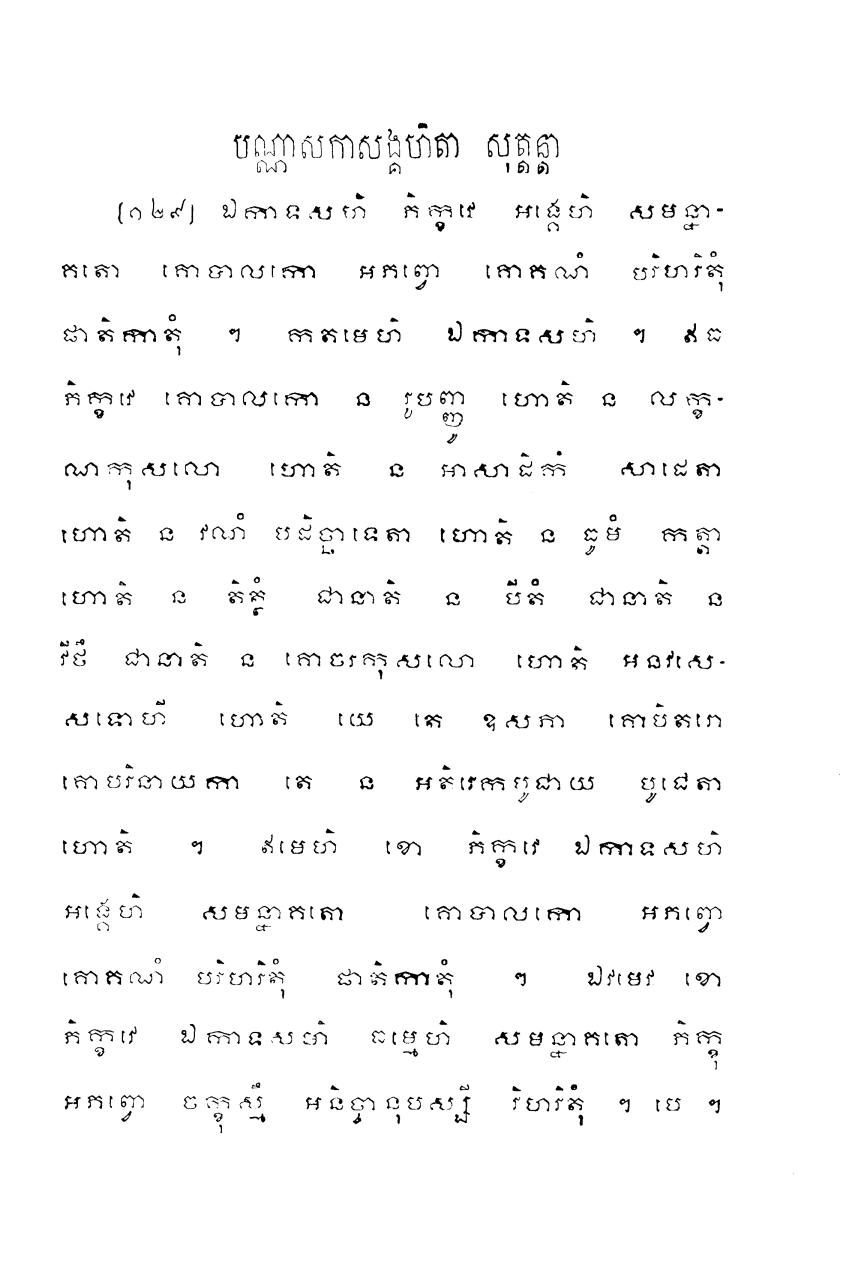 បណ្ណាសកាសង្គហិតា សុត្តន្តា
[១២៩] ឯកាទសហិ ភិក្ខវេ អង្គេហិ សមន្នា-
គតោ គោបាលកោ អភព្វោ គោគណំ បរិហរិតុំ
ផាតិកាតុំ ។ កតមេហិ ឯកាទសហិ ។ ឥធ
ភិក្ខវេ គោបាលកោ ន រូបញ្ញូ ហោតិ ន លក្ខ-
ណកុសលោ ហោតិ ន អាសាដិកំ សាដេតា
ហោតិ ន វណំ បដិច្ឆាទេតា ហោតិ ន ធូមំ កត្តា
ហោតិ ន តិត្ថំ ជានាតិ ន បីតំ ជានាតិ ន
វីថឹ ជានាតិ ន គោចរកុសលោ ហោតិ អនវសេ-
សទោហី ហោតិ យេ តេ ឧសភា គោបិតរោ
គោបរិនាយកា តេ ន អតិរេកបូជាយ បូជេតា
ហោតិ ។ ឥមេហិ ខោ ភិក្ខវេ ឯកាទសហិ
អង្គេហិ សមន្នាគតោ គោបាលកោ អភព្វោ
គោគណំ បរិហរិតុំ ផាតិកាតុំ ។ ឯវមេវ ខោ
ភិក្ខវេ ឯកាទសហិ ធម្មេហិ សមន្នាគតោ ភិក្ខុ
អភព្វោ ចក្ខុស្មឹ អនិច្ចានុបស្សី វិហរិតុំ ។ បេ ។